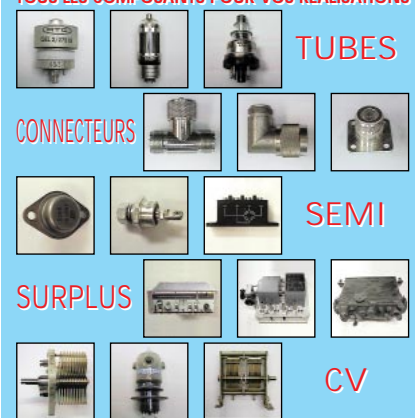 TOUS LES COMPOSANTS POUR VOS RÉALISATIONS
TUBES
CONNECTEURS
SEMI
SURPLUS
CV